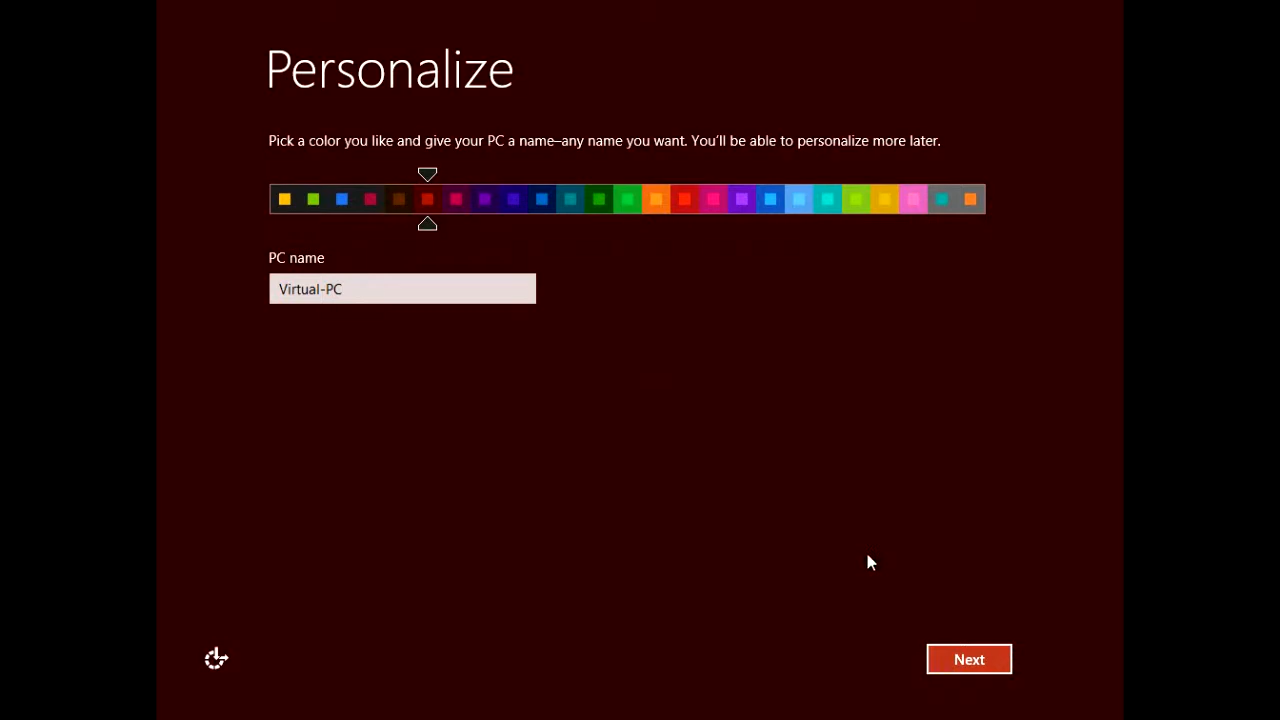 Personalize
Pick a color you like and give your PC a name–any name you want. You'll be able to personalize more later.
PC name
Virtual-PC
Next